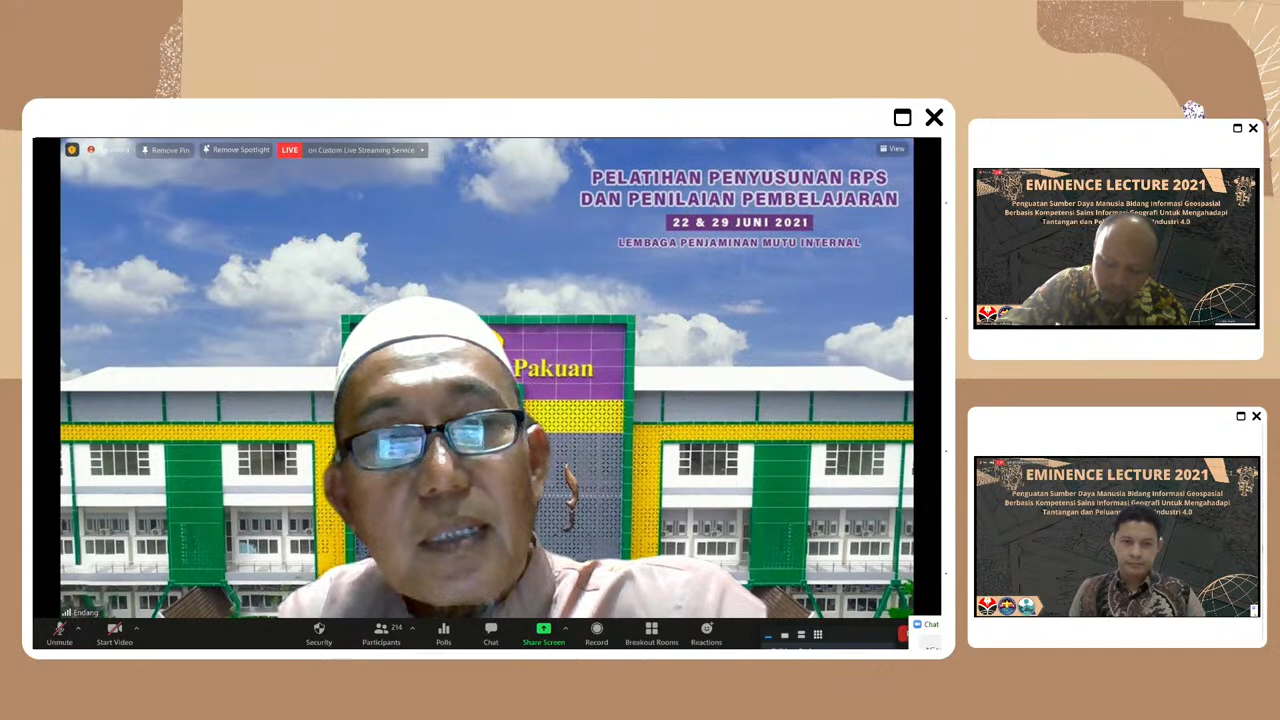 Remove Pin
Remove Spotlight
LIVE
on Custom Live Streaming Service
View
PELATIHAN PENYUSUNAN RPS
DAN PENILAIAN PEMBELAJARAN
22 & 29 JUNI 2021
LEMBAGA PENJAMINAN MUTU INTERNAL
Pakuan
Endang
Unmute
Start Video
Security
Participants
214
Polls
Chat
Share Screen
Record
Breakout Rooms
Reactions
Chat
EMINENCE LECTURE 2021
Penguatan Sumber Daya Manusia Bidang Informasi Geospasial
Berbasis Kompetensi Sains Informasi Geografi Untuk Mengahadapi
Tantangan dan Industri 4.0
EMINENCE LECTURE 2021
Penguatan Sumber Daya Manusia Bidang Informasi Geospasial
Berbasis Kompetensi Sains Informasi Geografi Untuk Mengahadapi
Tantangan dan Peluang Industri 4.0